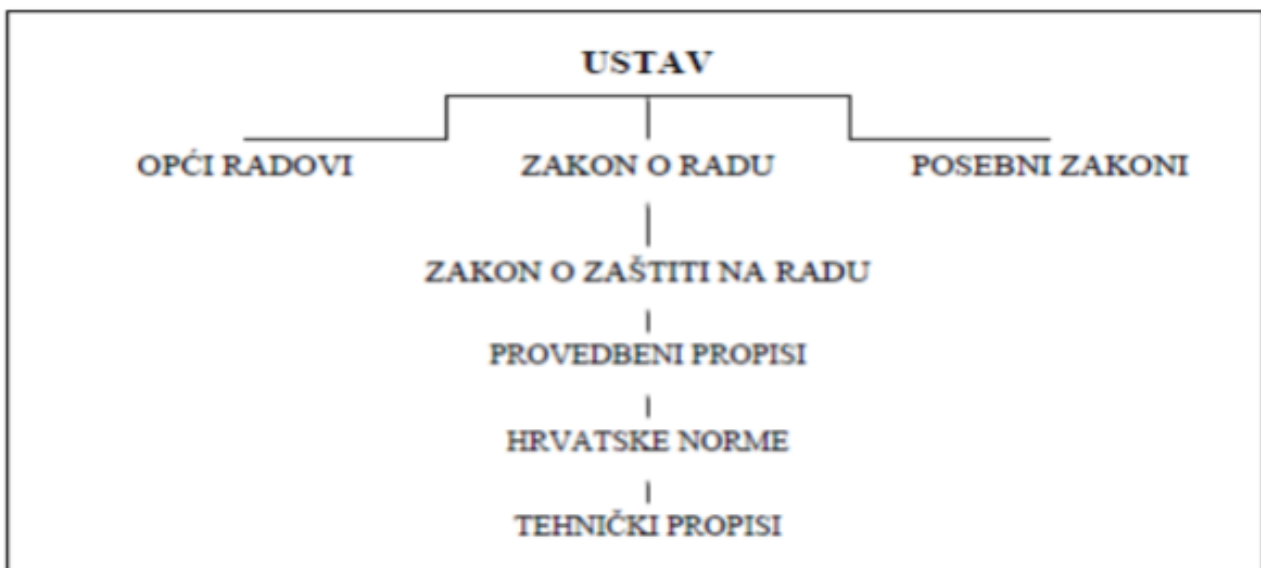 USTAV
OPĆI RADOVI ZAKON O RADU POSEBNI ZAKONI
ZAKON O ZAŠTITI NA RADU
PROVEDBENI PROPISI
HRVATSKE NORME
TEHNIČKI PROPISI